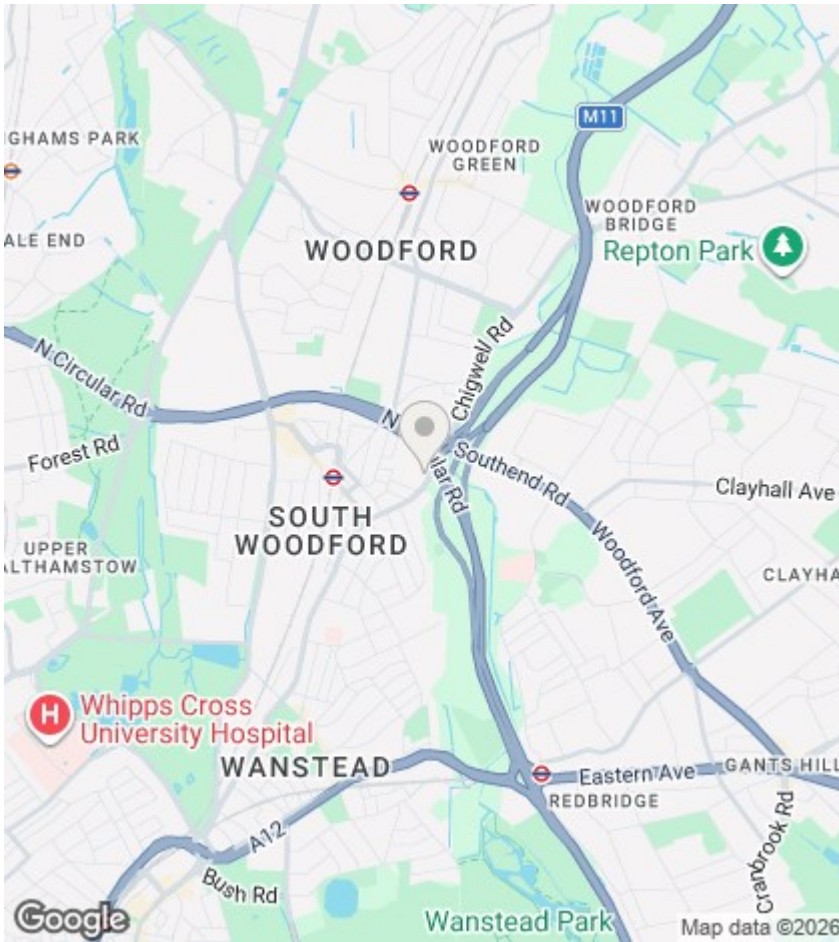 M11
INGHAMS PARK
WOODFORD
GREEN
WOODFORD
BRIDGE
ALE END
WOODFORD
Repton Park
Chigwell Rd
N Circular Rd
Forest Rd
Southend Rd
Clayhall Ave
SOUTH
WOODFORD
UPPER
ALTHAMSTOW
Woodford Ave
CLAYHA
H
Whipps Cross
University Hospital
WANSTEAD
Eastern Ave
GANTS HILL
REDBRIDGE
A12
Cranbrook Rd
Bush Rd
Wanstead Park
Google
Map data ©2026